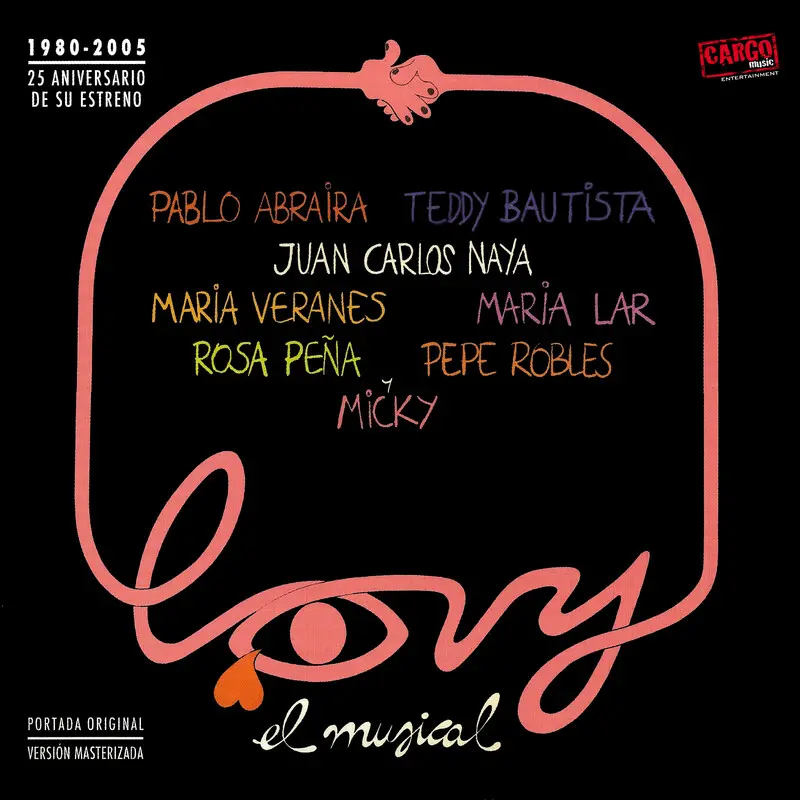 1980-2005
25 ANIVERSARIO
DE SU ESTRENO
CARGO
music
ENTERTAINMENT
PABLO ABRAIRA TEDDY BAUTISTA
JUAN CARLOS NAYA
MARIA VERANES MARIA LAR
ROSA PEÑA PEPE ROBLES
y
MiCKY
lovy
el musical
PORTADA ORIGINAL
VERSIÓN MASTERIZADA